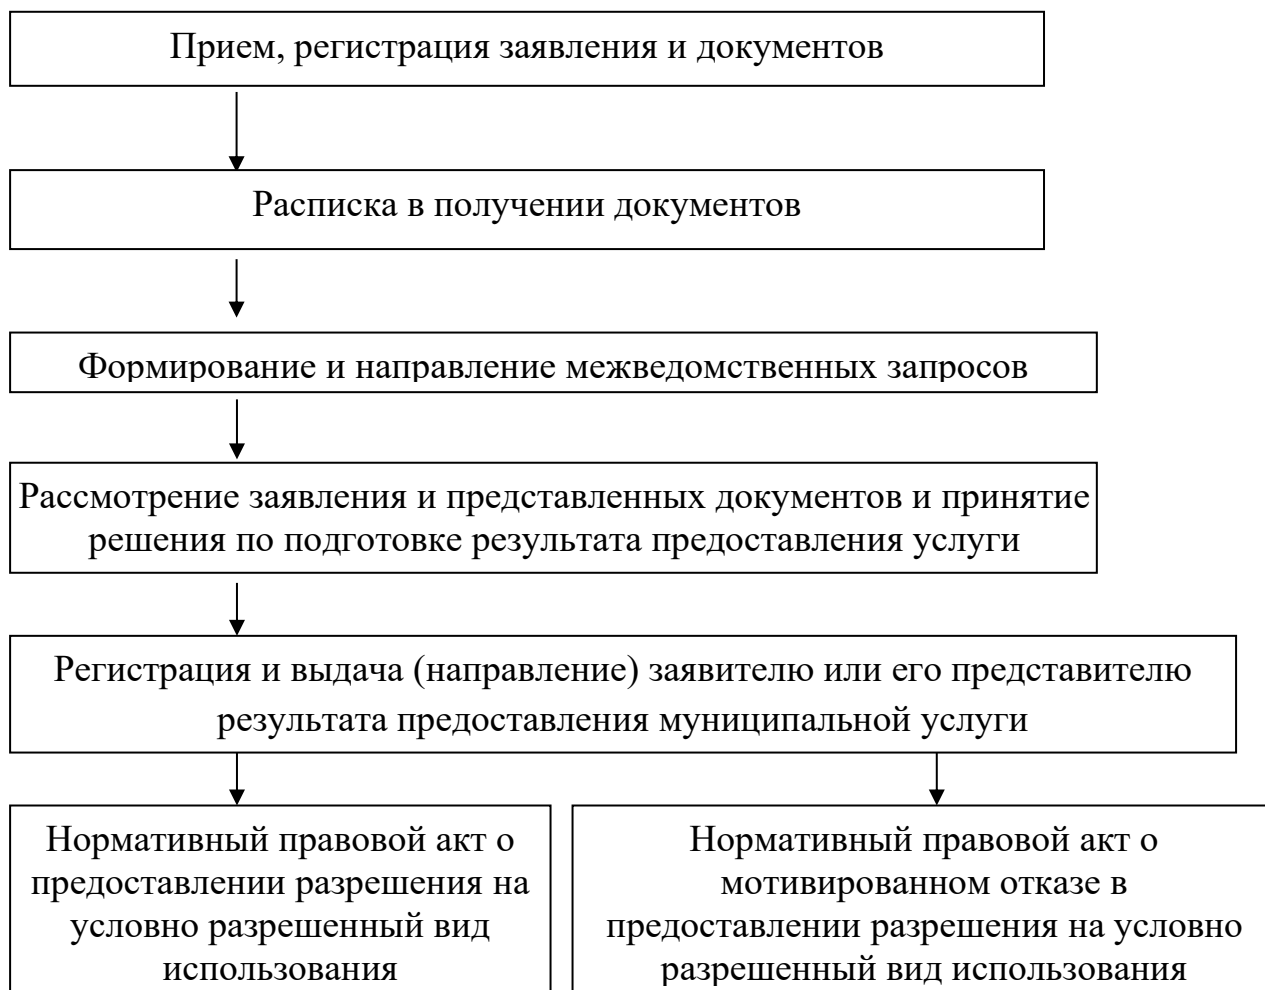 Прием, регистрация заявления и документов
Расписка в получении документов
Формирование и направление межведомственных запросов
Рассмотрение заявления и представленных документов и принятие
решения по подготовке результата предоставления услуги
Регистрация и выдача (направление) заявителю или его представителю
результата предоставления муниципальной услуги
Нормативный правовой акт о
предоставлении разрешения на
условно разрешенный вид
использования
Нормативный правовой акт о
мотивированном отказе в
предоставлении разрешения на условно
разрешенный вид использования